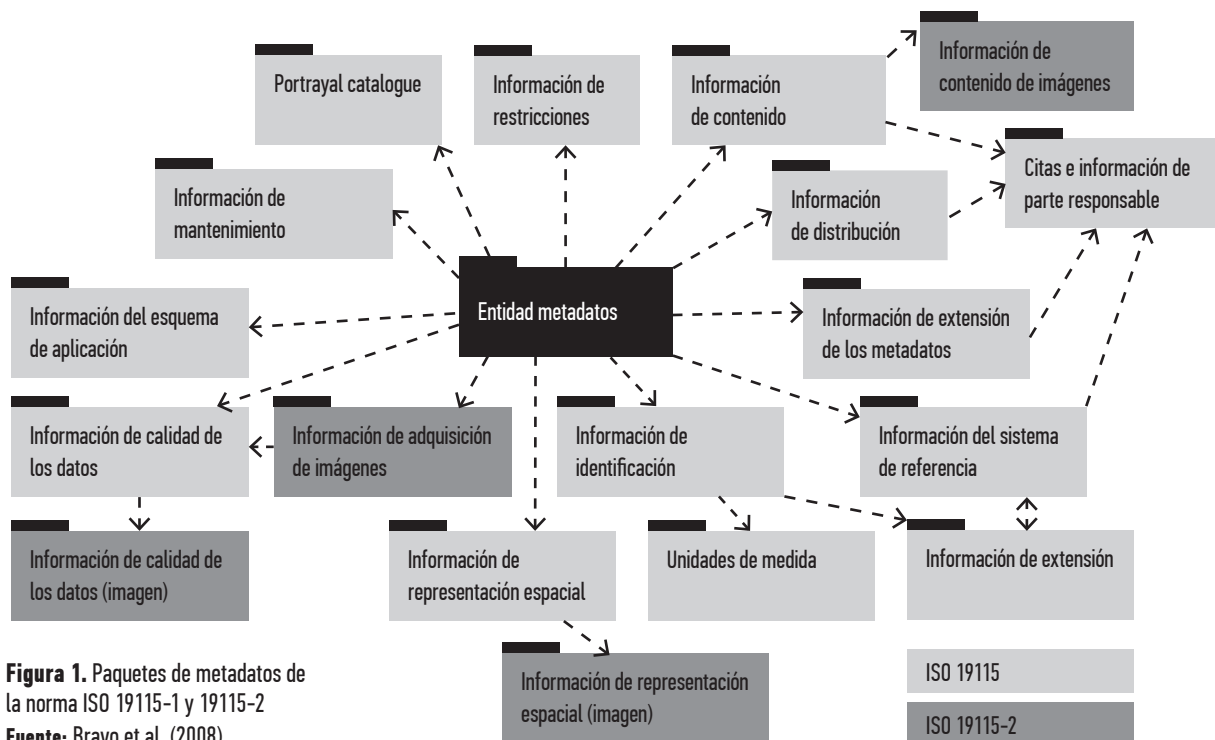 Información de
contenido de imágenes
Portrayal catalogue
Información de
restricciones
Información
de contenido
Citas e información de
parte responsable
Información de
mantenimiento
Información
de distribución
Entidad metadatos
Información del esquema
de aplicación
Información de extensión
de los metadatos
Información de calidad de
los datos
Información de adquisición
de imágenes
Información de
identificación
Información del sistema
de referencia
Información de calidad de
los datos (imagen)
Información de
representación espacial
Unidades de medida
Información de extensión
Información de representación
espacial (imagen)
ISO 19115
ISO 19115-2
Figura 1. Paquetes de metadatos de
la norma ISO 19115-1 y 19115-2
Fuente: Bravo et al. (2008)